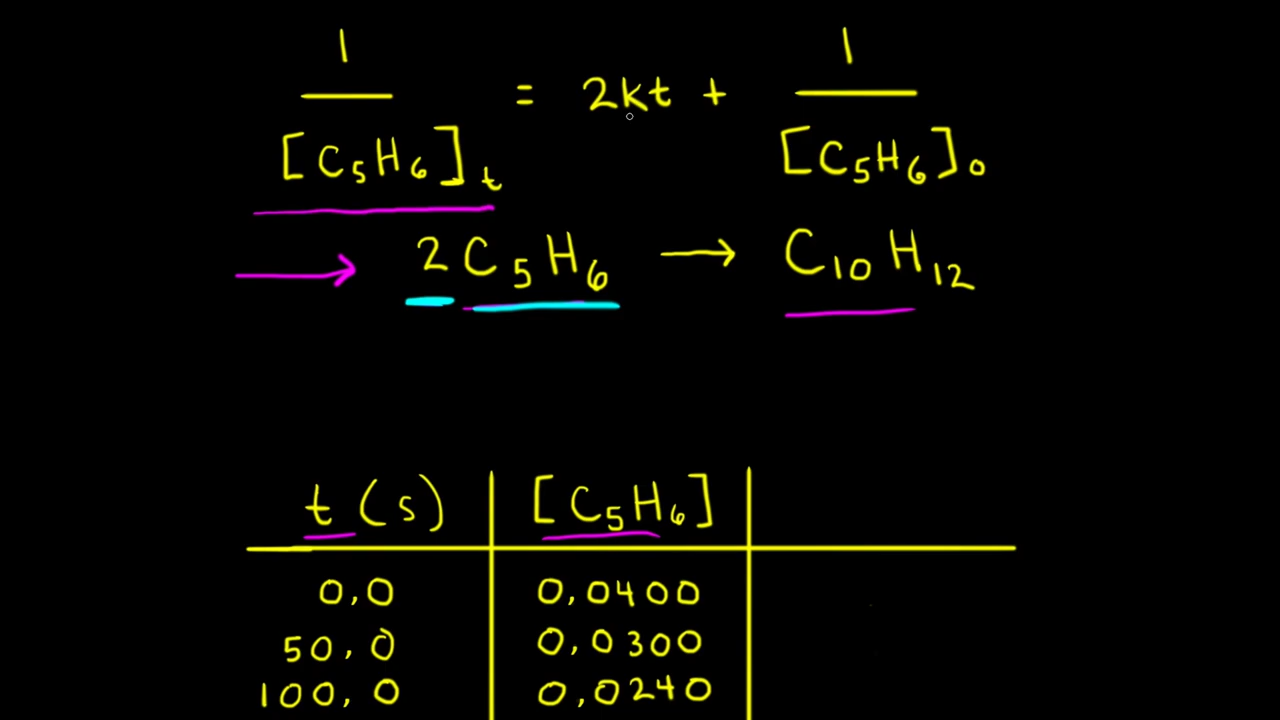 1/[C₅H₆]ₜ = 2kt + 1/[C₅H₆]₀
2C₅H₆ → C₁₀H₁₂
t (s) [C₅H₆]
0,0 0,0400
50,0 0,0300
100,0 0,0240